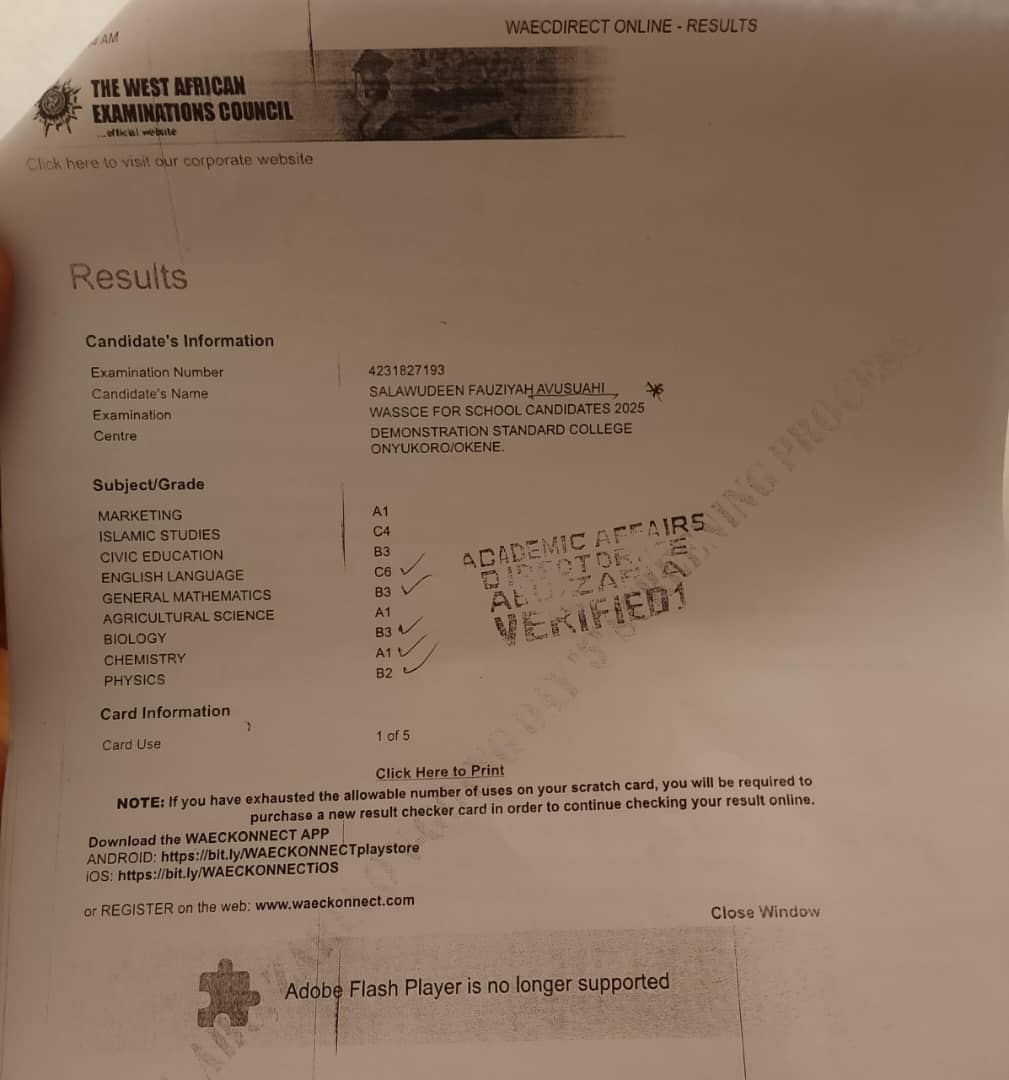 AM
WAECDIRECT ONLINE - RESULTS
THE WEST AFRICAN
EXAMINATIONS COUNCIL
...official website
Click here to visit our corporate website
Results
Candidate's Information
Examination Number 4231827193
Candidate's Name SALAWUDEEN FAUZIYAH AVUSUAHI
Examination WASSCE FOR SCHOOL CANDIDATES 2025
Centre DEMONSTRATION STANDARD COLLEGE
ONYUKORO/OKENE.
Subject/Grade
MARKETING A1
ISLAMIC STUDIES C4
CIVIC EDUCATION B3
ENGLISH LANGUAGE C6
GENERAL MATHEMATICS B3
AGRICULTURAL SCIENCE A1
BIOLOGY B3
CHEMISTRY A1
PHYSICS B2
ACADEMIC AFFAIRS
VERIFIED1
Card Information
Card Use 1 of 5
Click Here to Print
NOTE: If you have exhausted the allowable number of uses on your scratch card, you will be required to
purchase a new result checker card in order to continue checking your result online.
Download the WAECKONNECT APP
ANDROID: https://bit.ly/WAECKONNECTplaystore
iOS: https://bit.ly/WAECKONNECTiOS
or REGISTER on the web: www.waeckonnect.com
Close Window
Adobe Flash Player is no longer supported